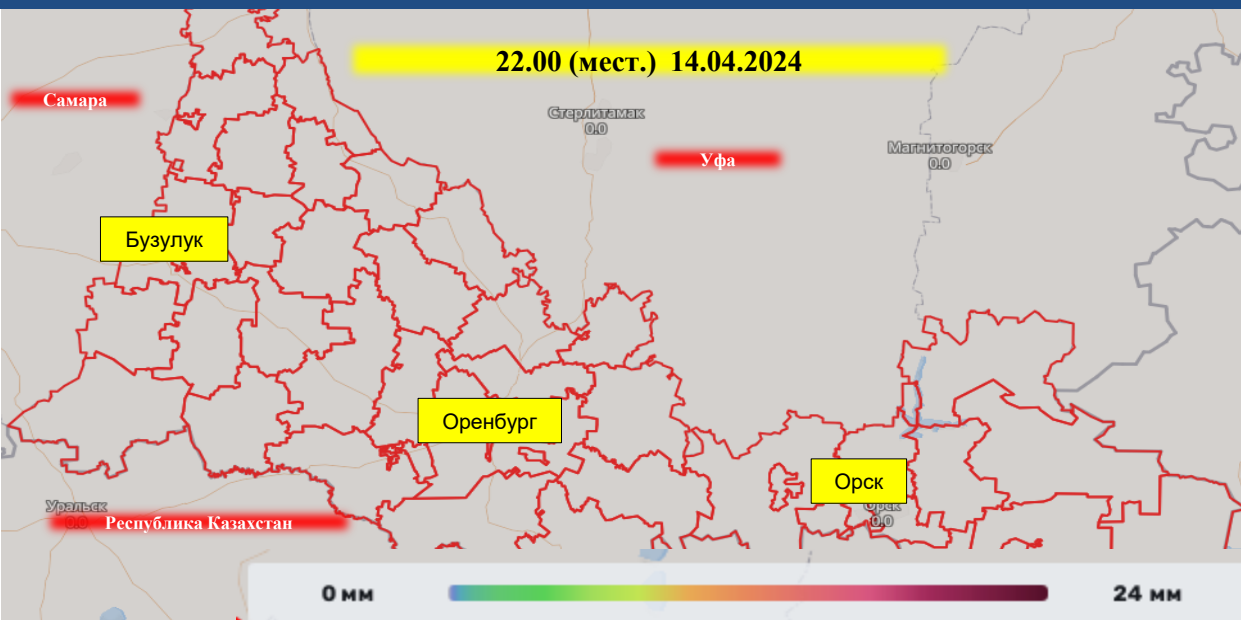 22.00 (мест.) 14.04.2024
Самара
Стерлитамак
0.0
Уфа
Магнитогорск
0.0
Бузулук
Оренбург
Орск
Уральск
0.0
Республика Казахстан
Орск
0.0
0 мм
24 мм